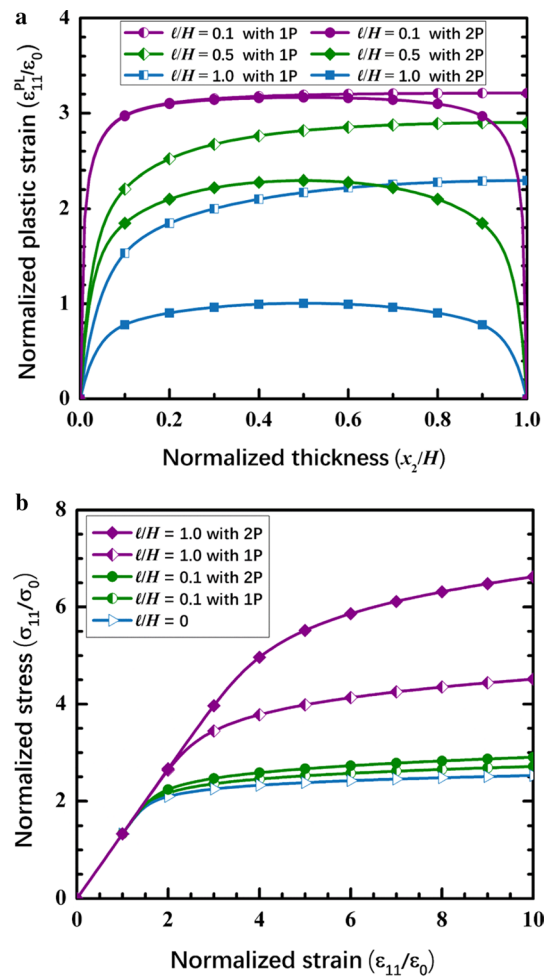 a
ℓ/H = 0.1 with 1P ℓ/H = 0.1 with 2P
ℓ/H = 0.5 with 1P ℓ/H = 0.5 with 2P
ℓ/H = 1.0 with 1P ℓ/H = 1.0 with 2P
Normalized plastic strain (ε₁₁ᴾᴸ/ε₀)
4
3
2
1
0
0.0 0.2 0.4 0.6 0.8 1.0
Normalized thickness (x₂/H)
b
ℓ/H = 1.0 with 2P
ℓ/H = 1.0 with 1P
ℓ/H = 0.1 with 2P
ℓ/H = 0.1 with 1P
ℓ/H = 0
Normalized stress (σ₁₁/σ₀)
8
6
4
2
0
0 2 4 6 8 10
Normalized strain (ε₁₁/ε₀)